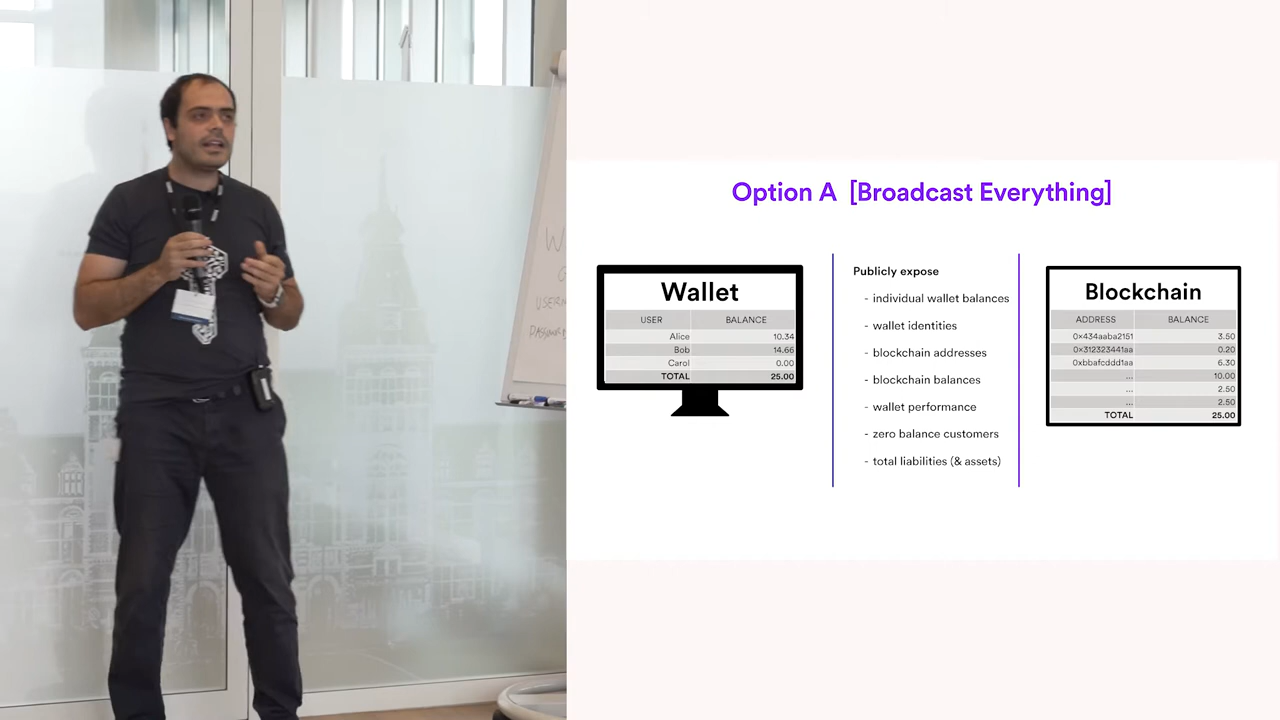 Option A [Broadcast Everything]
Wallet
USER BALANCE
Alice 10.34
Bob 14.66
Carol 0.00
TOTAL 25.00
Publicly expose
- individual wallet balances
- wallet identities
- blockchain addresses
- blockchain balances
- wallet performance
- zero balance customers
- total liabilities (& assets)
Blockchain
ADDRESS BALANCE
0x434aaba2151 3.50
0x312323441aa 0.20
0xbbafcddd1aa 6.30
... 10.00
... 2.50
... 2.50
TOTAL 25.00